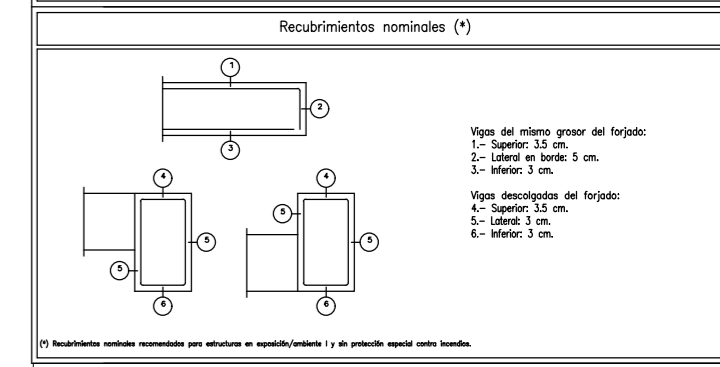 Recubrimientos nominales (*)
1
2
3
Vigas del mismo grosor del forjado:
1.- Superior: 3.5 cm.
2.- Lateral en borde: 5 cm.
3.- Inferior: 3 cm.
Vigas descolgadas del forjado:
4.- Superior: 3.5 cm.
5.- Lateral: 3 cm.
6.- Inferior: 3 cm.
4
5
5
6
4
5
5
6
(*) Recubrimientos nominales recomendados para estructuras en exposición/ambiente I y sin protección especial contra incendios.